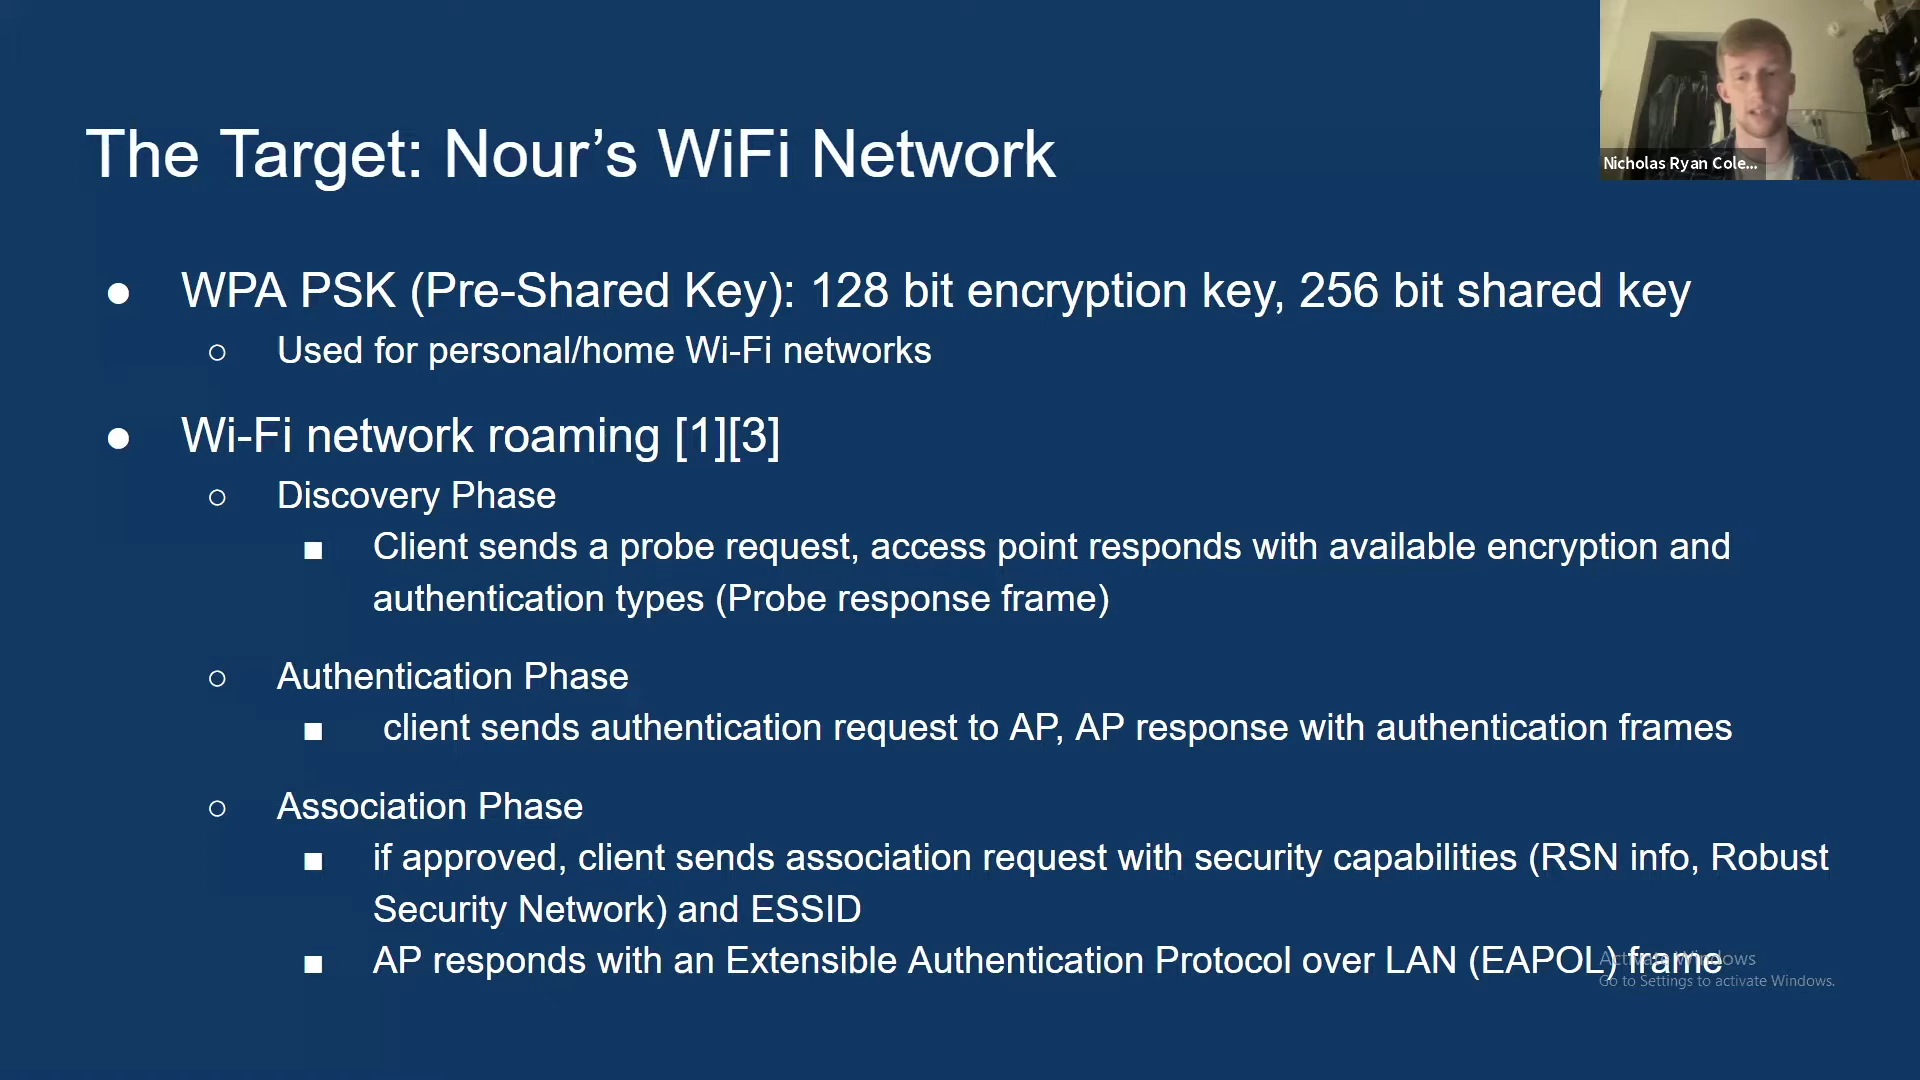 The Target: Nour’s WiFi Network
Nicholas Ryan Cole...
● WPA PSK (Pre-Shared Key): 128 bit encryption key, 256 bit shared key
○ Used for personal/home Wi-Fi networks
● Wi-Fi network roaming [1][3]
○ Discovery Phase
■ Client sends a probe request, access point responds with available encryption and
authentication types (Probe response frame)
○ Authentication Phase
■ client sends authentication request to AP, AP response with authentication frames
○ Association Phase
■ if approved, client sends association request with security capabilities (RSN info, Robust
Security Network) and ESSID
■ AP responds with an Extensible Authentication Protocol over LAN (EAPOL) frame
Activate Windows
Go to Settings to activate Windows.